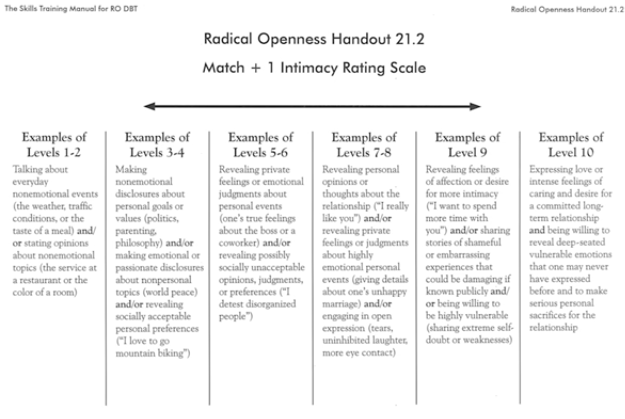 The Skills Training Manual for RO DBT
Radical Openness Handout 21.2
Radical Openness Handout 21.2
Match + 1 Intimacy Rating Scale
Examples of
Levels 1-2
Talking about
everyday
nonemotional events
(the weather, traffic
conditions, or the
taste of a meal) and/
or stating opinions
about nonemotional
topics (the service at
a restaurant or the
color of a room)
Examples of
Levels 3-4
Making
nonemotional
disclosures about
personal goals or
values (politics,
parenting,
philosophy) and/or
making emotional or
passionate disclosures
about nonpersonal
topics (world peace)
and/or revealing
socially acceptable
personal preferences
("I love to go
mountain biking")
Examples of
Levels 5-6
Revealing private
feelings or emotional
judgments about
personal events
(one's true feelings
about the boss or a
coworker) and/or
revealing possibly
socially unacceptable
opinions, judgments,
or preferences ("I
detest disorganized
people")
Examples of
Levels 7-8
Revealing personal
opinions or
thoughts about the
relationship ("I really
like you") and/or
revealing private
feelings or judgments
about highly
emotional personal
events (giving details
about one's unhappy
marriage) and/or
engaging in open
expression (tears,
uninhibited laughter,
more eye contact)
Examples of
Level 9
Revealing feelings
of affection or desire
for more intimacy
("I want to spend
more time with
you") and/or sharing
stories of shameful
or embarrassing
experiences that
could be damaging if
known publicly and/
or being willing to
be highly vulnerable
(sharing extreme self-
doubt or weaknesses)
Examples of
Level 10
Expressing love or
intense feelings of
caring and desire for
a committed long-
term relationship
and being willing to
reveal deep-seated
vulnerable emotions
that one may never
have expressed
before and to make
serious personal
sacrifices for the
relationship